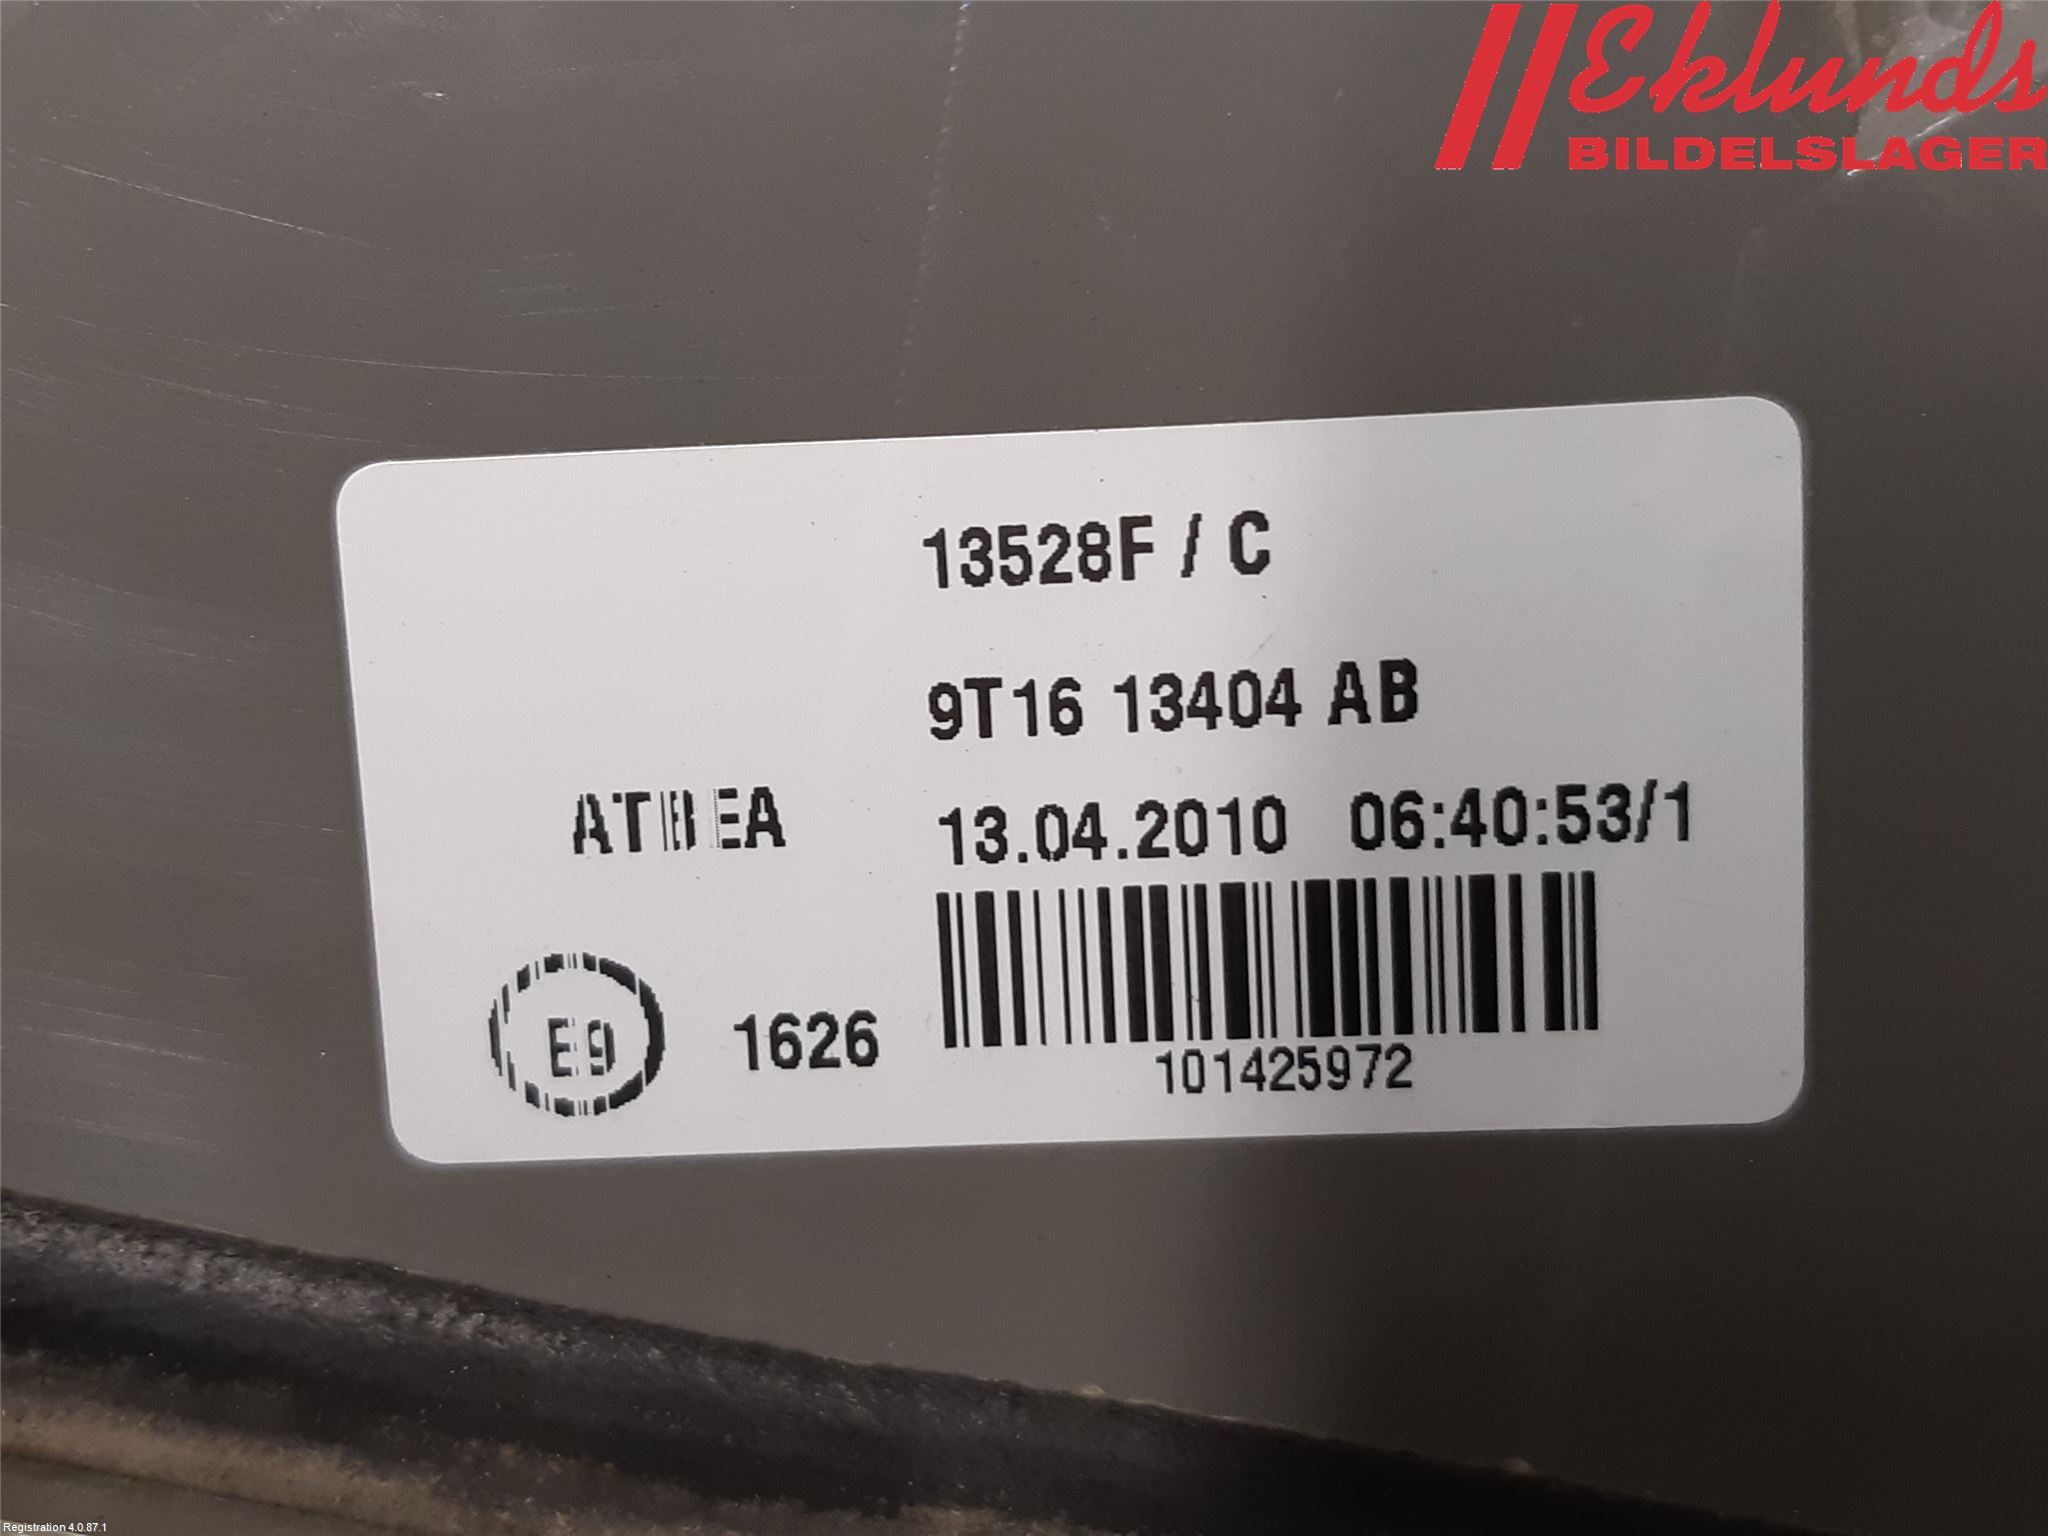 Eklunds
BILDELSLAGER
13528F / C
9T16 13404 AB
13.04.2010 06:40:53/1
E9
1626
101425972
Registration 4.0.87.1